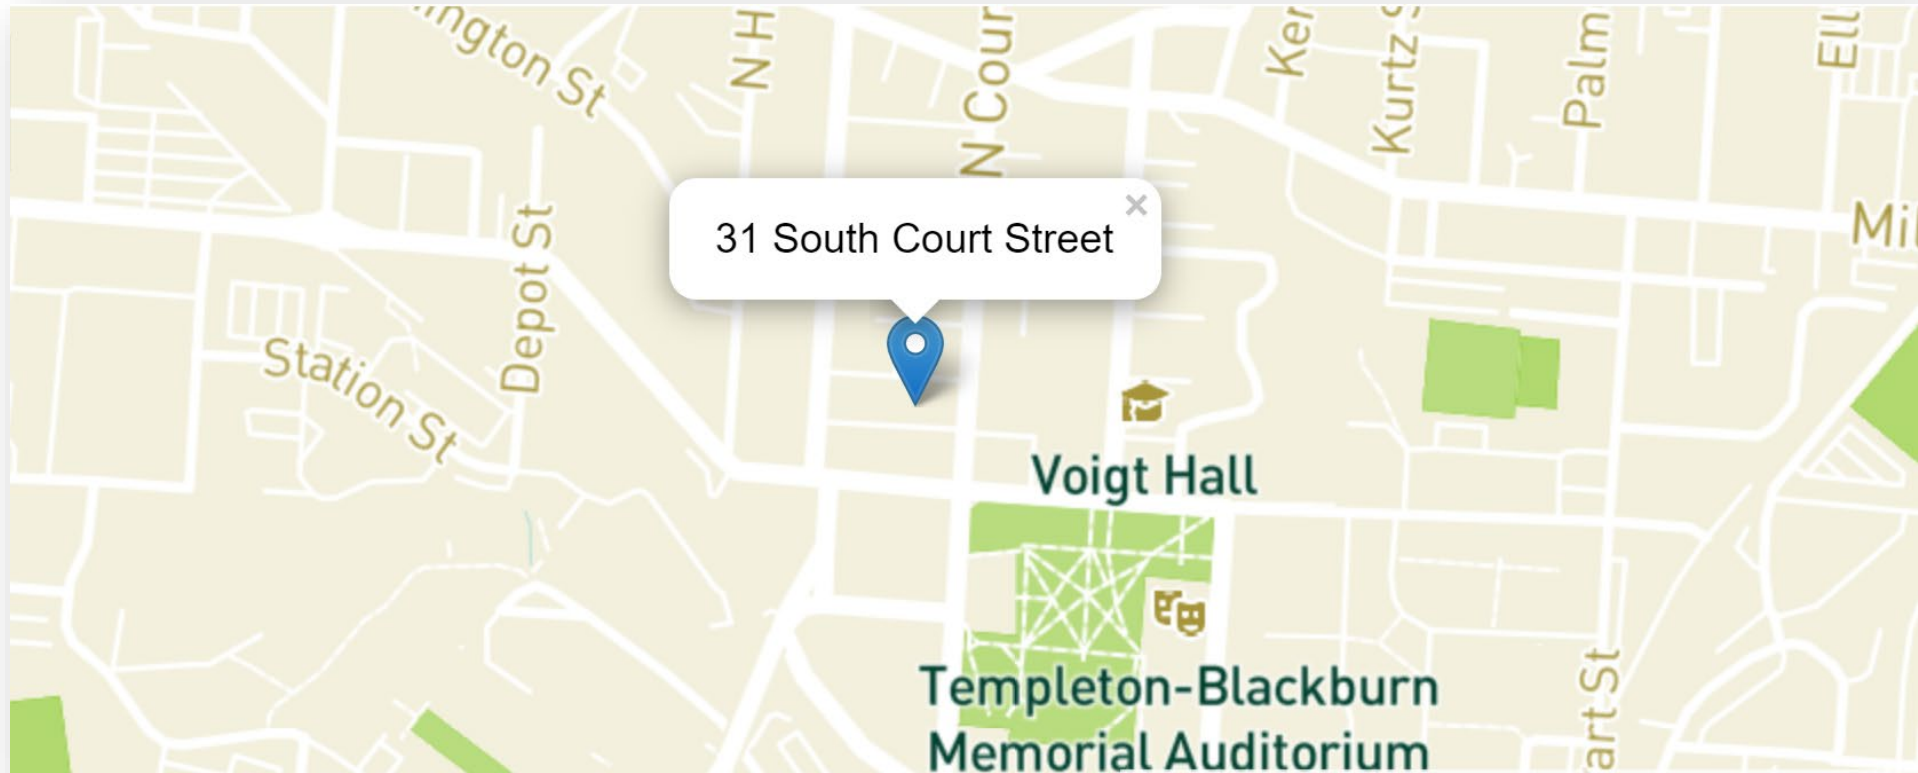 ington St
N H
N Cour
Ker
Kurtz S
Palm
Ell
Mil
31 South Court Street
×
Depot St
Station St
Voigt Hall
Templeton-Blackburn
Memorial Auditorium
art St